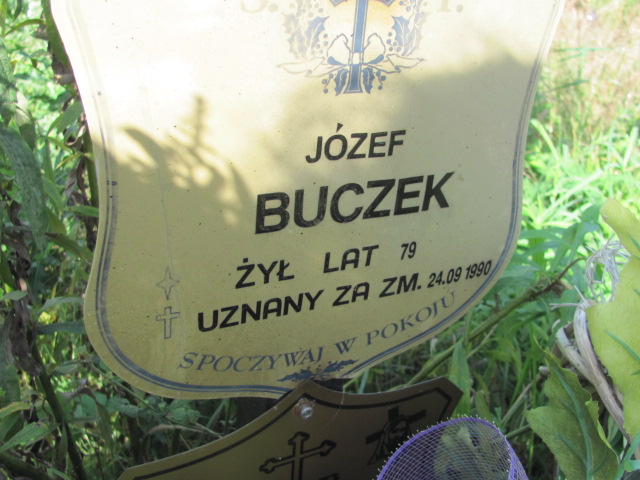 JÓZEF
BUCZEK
ŻYŁ LAT 79
UZNANY ZA ZM. 24.09 1990
SPOCZYWAJ W POKOJU